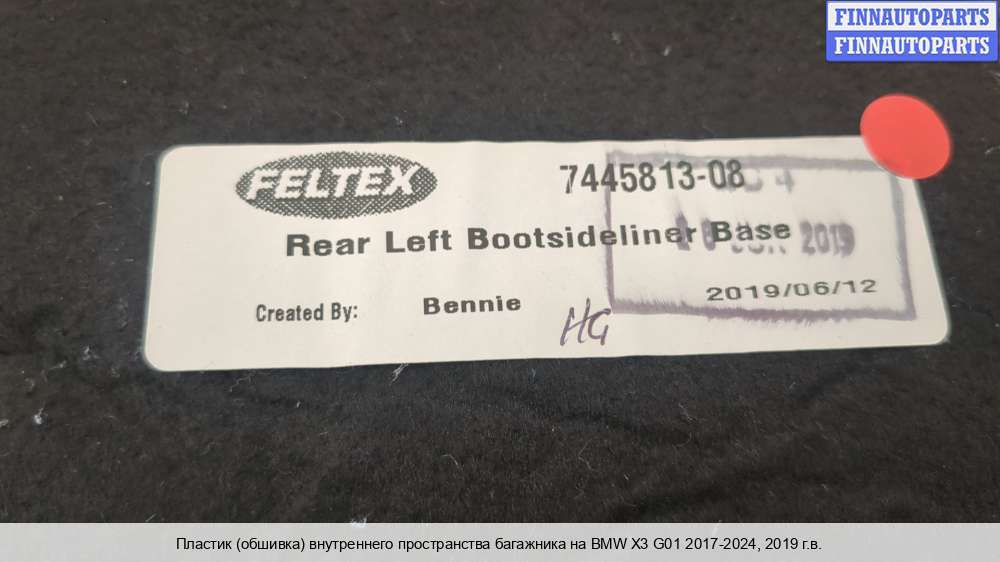 FINNAUTOPARTS
FINNAUTOPARTS
FELTEX
7445813-08
Rear Left Bootsideliner Base
2019
2019/06/12
Created By: Bennie
HG
Пластик (обшивка) внутреннего пространства багажника на BMW X3 G01 2017-2024, 2019 г.в.